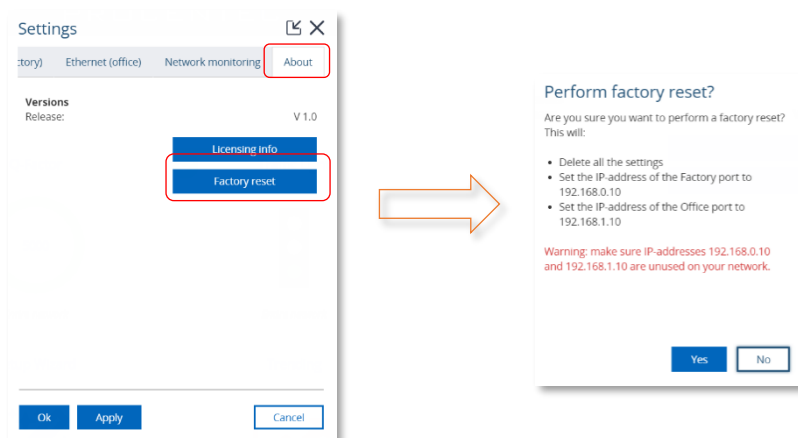 Settings
ctory) Ethernet (office) Network monitoring About
Versions
Release: V 1.0
Licensing info
Factory reset
Ok Apply Cancel
Perform factory reset?
Are you sure you want to perform a factory reset?
This will:
• Delete all the settings
• Set the IP-address of the Factory port to
192.168.0.10
• Set the IP-address of the Office port to
192.168.1.10
Warning: make sure IP-addresses 192.168.0.10
and 192.168.1.10 are unused on your network.
Yes No